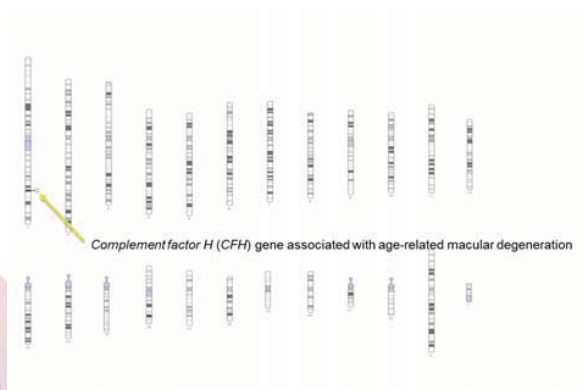 Complement factor H (CFH) gene associated with age-related macular degeneration